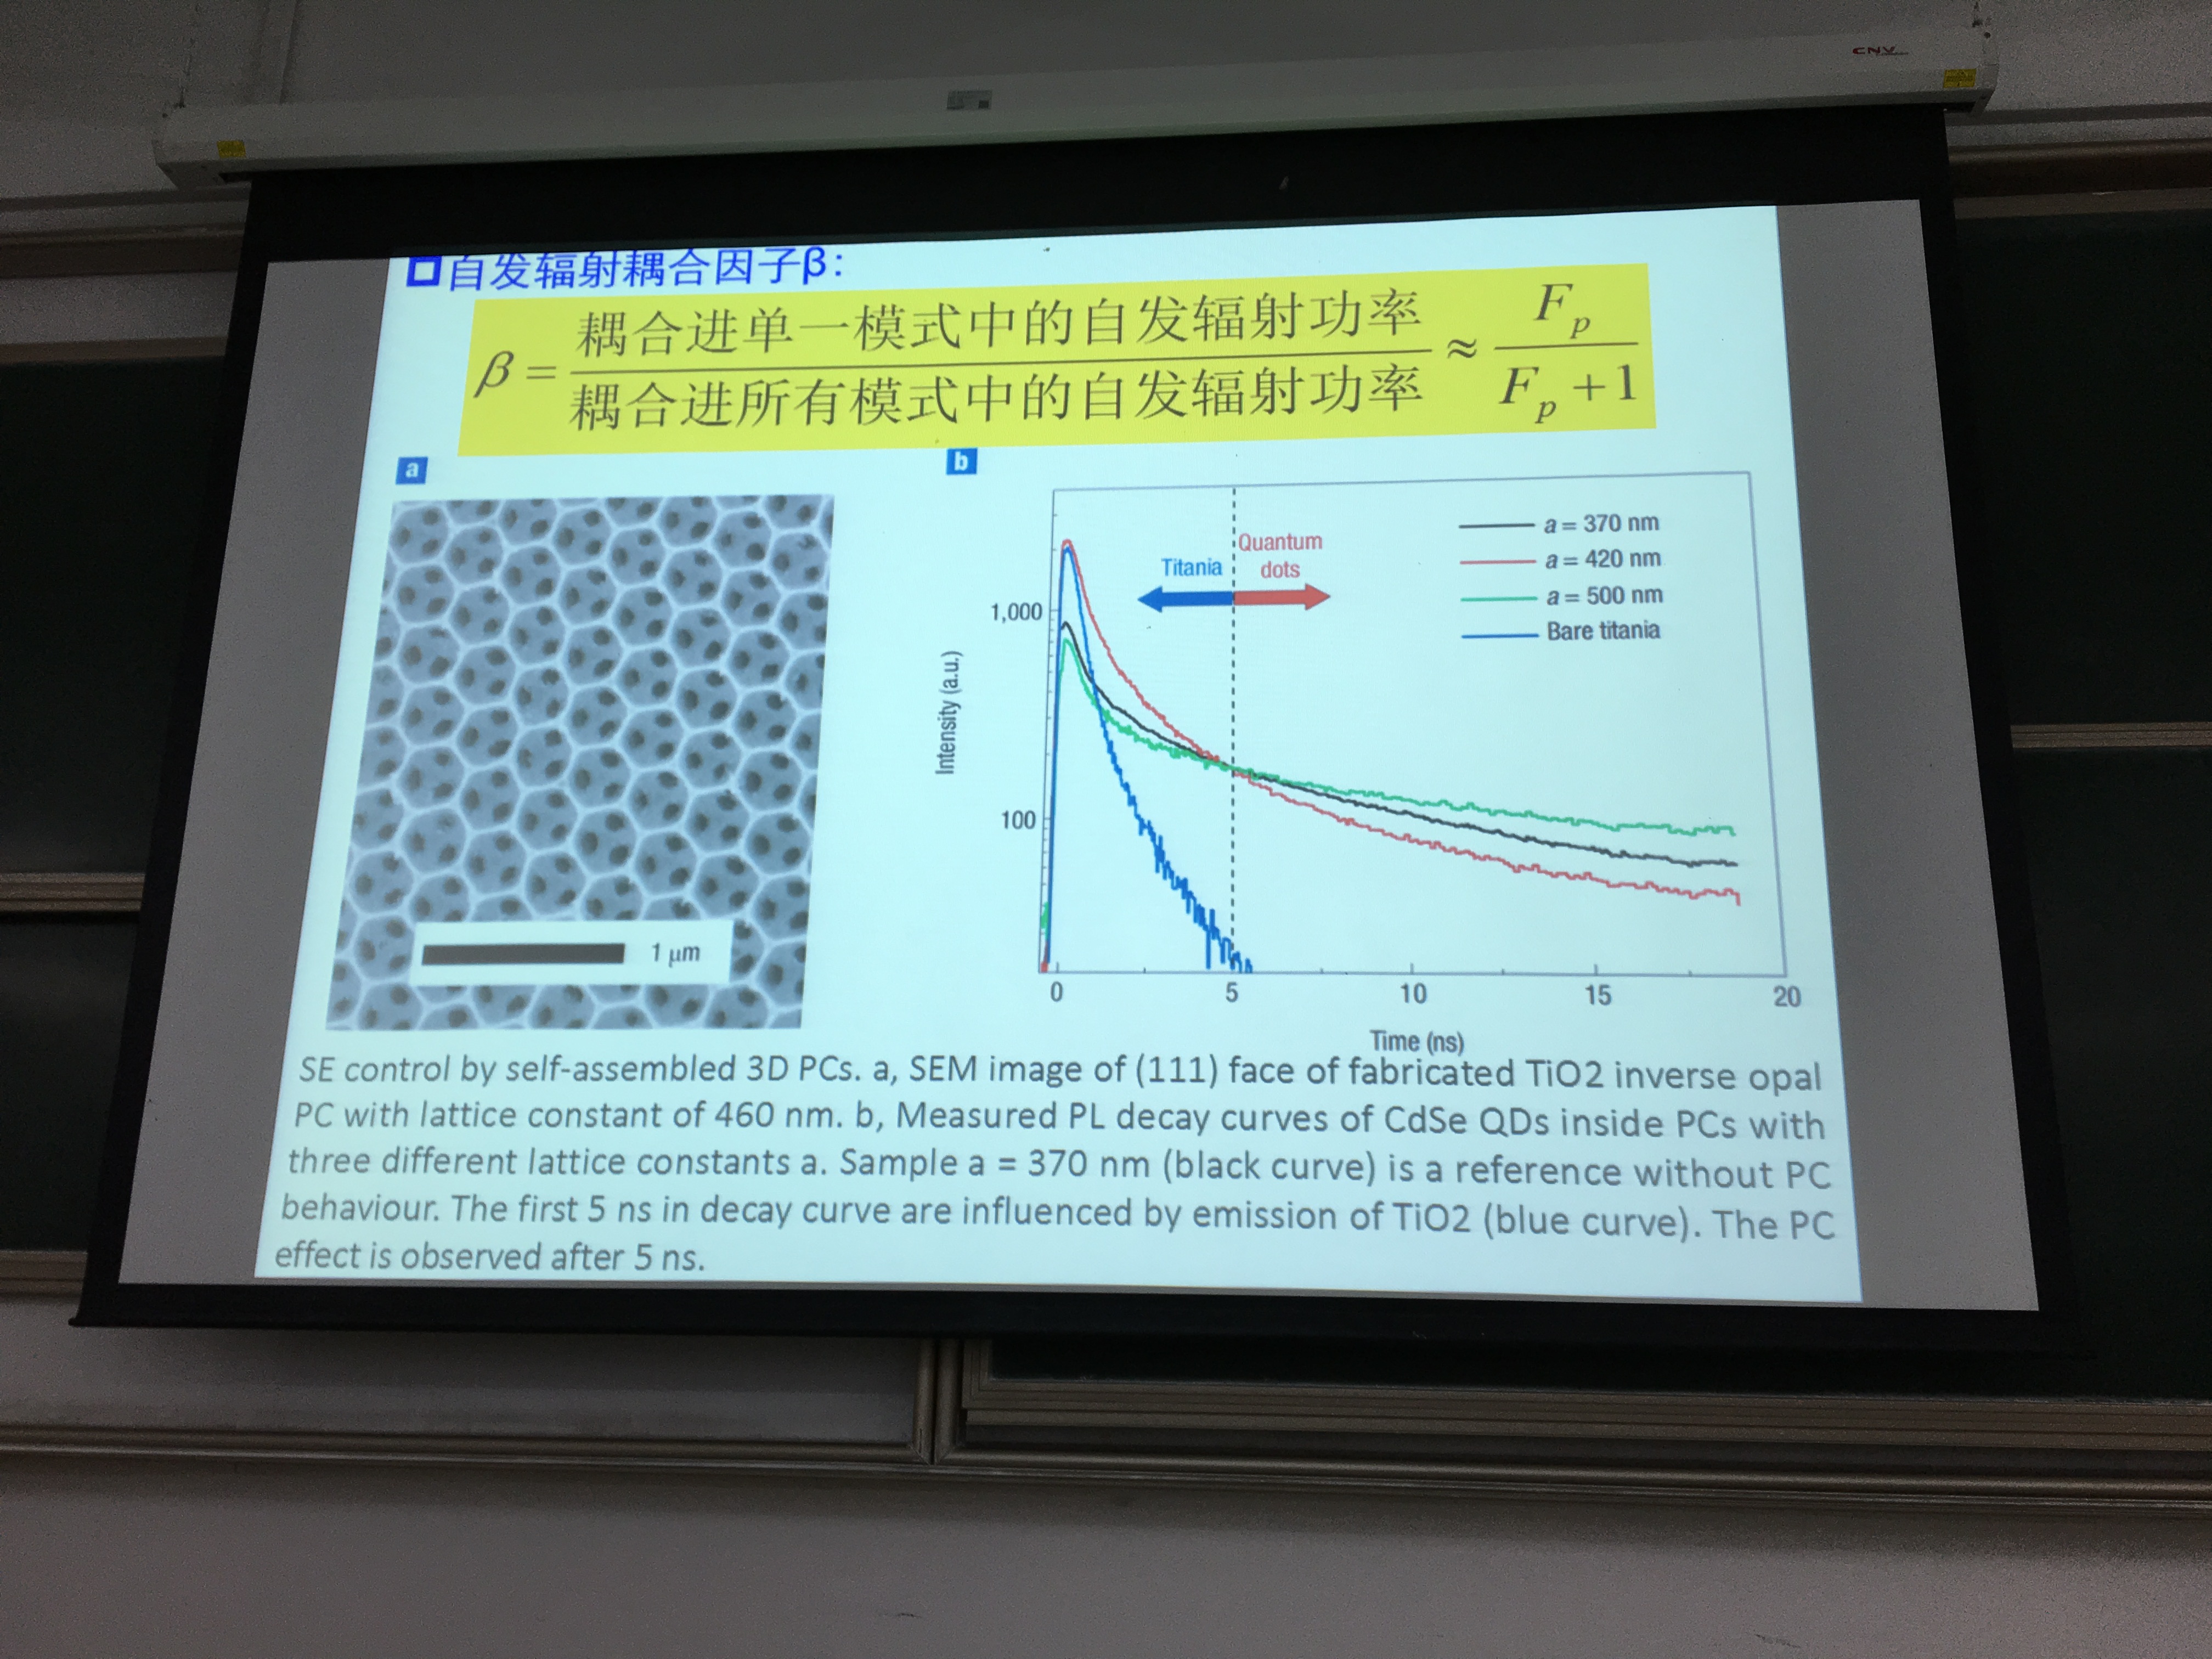 CNV
自发辐射耦合因子β:
β = 耦合进单一模式中的自发辐射功率 / 耦合进所有模式中的自发辐射功率 ≈ Fp / Fp + 1
a
1 μm
b
Titania
Quantum
dots
a = 370 nm
a = 420 nm
a = 500 nm
Bare titania
1,000
100
Intensity (a.u.)
0 5 10 15 20
Time (ns)
SE control by self-assembled 3D PCs. a, SEM image of (111) face of fabricated TiO2 inverse opal
PC with lattice constant of 460 nm. b, Measured PL decay curves of CdSe QDs inside PCs with
three different lattice constants a. Sample a = 370 nm (black curve) is a reference without PC
behaviour. The first 5 ns in decay curve are influenced by emission of TiO2 (blue curve). The PC
effect is observed after 5 ns.